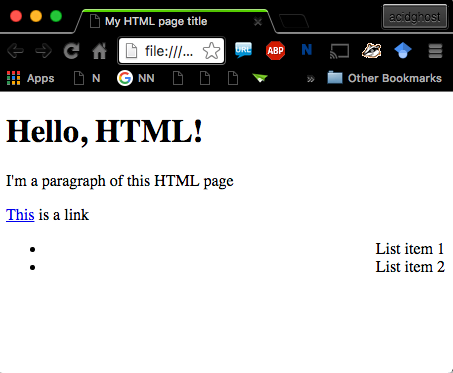 My HTML page title
acidghost
file:///...
URL
ABP
N
Apps
N
NN
»
Other Bookmarks
Hello, HTML!
I'm a paragraph of this HTML page
This is a link
List item 1
List item 2